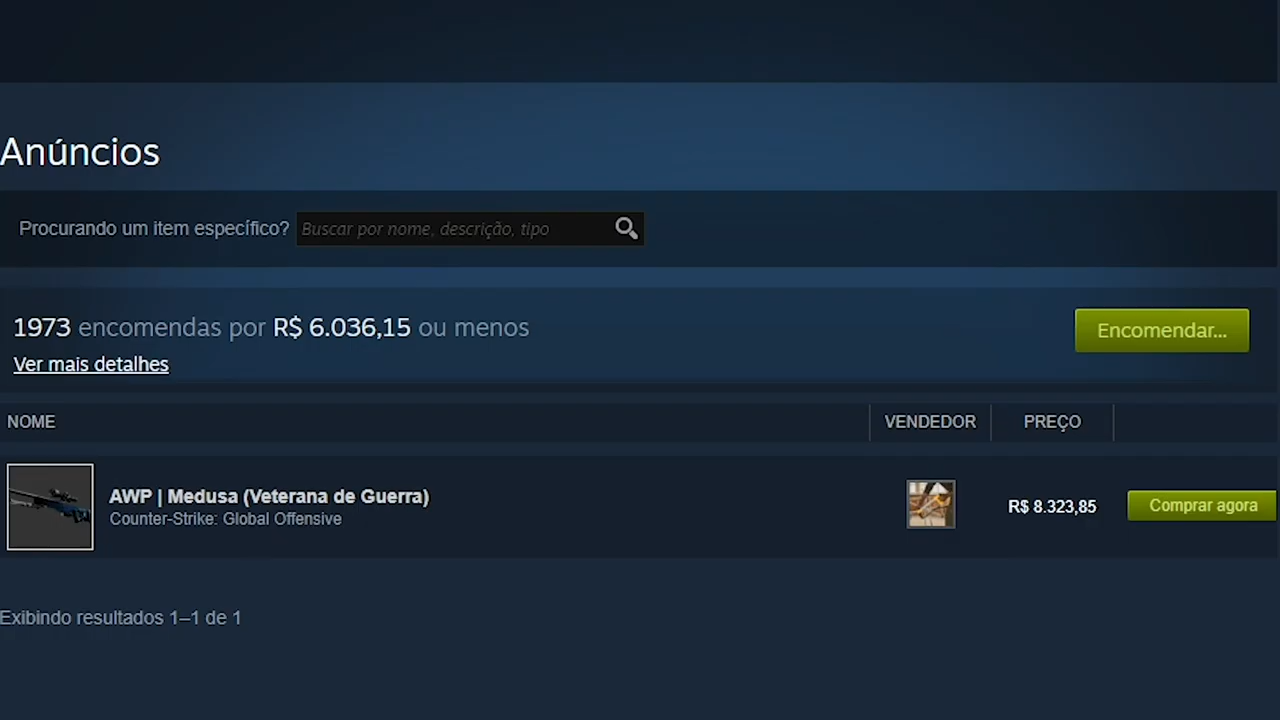 Anúncios
Procurando um item específico? Buscar por nome, descrição, tipo
1973 encomendas por R$ 6.036,15 ou menos
Encomendar...
Ver mais detalhes
NOME VENDEDOR PREÇO
AWP | Medusa (Veterana de Guerra)
Counter-Strike: Global Offensive
R$ 8.323,85 Comprar agora
Exibindo resultados 1–1 de 1